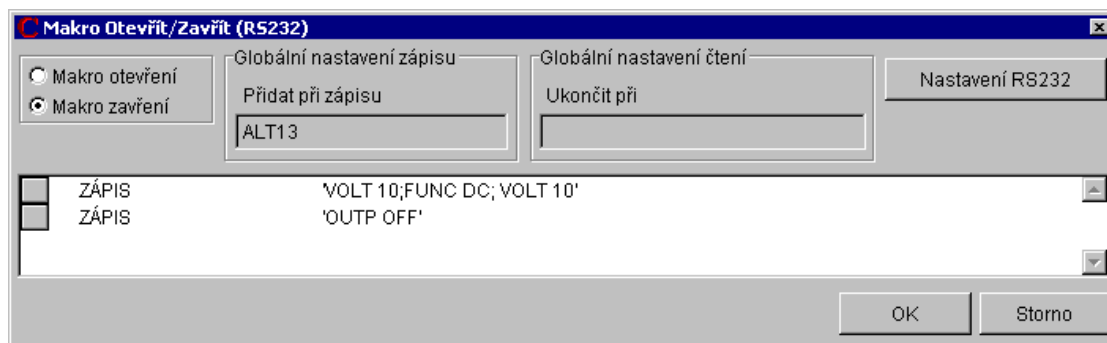 Makro Otevřít/Zavřít (RS232)
Makro otevření
Makro zavření
Globální nastavení zápisu
Přidat při zápisu
ALT13
Globální nastavení čtení
Ukončit při
Nastavení RS232
ZÁPIS 'VOLT 10;FUNC DC; VOLT 10'
ZÁPIS 'OUTP OFF'
OK
Storno